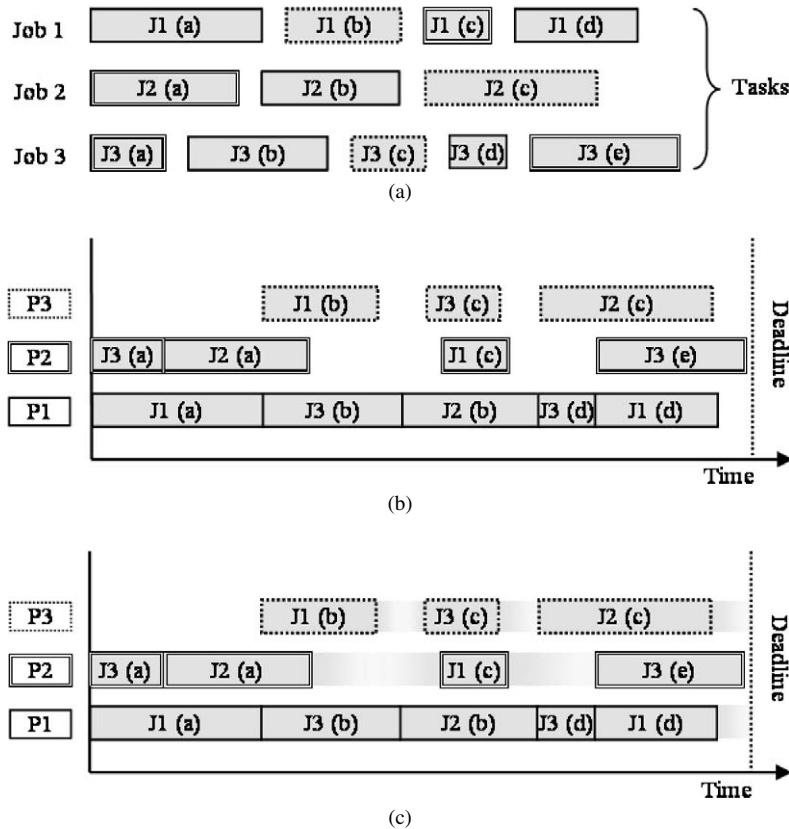 Job 1 J1 (a) J1 (b) J1 (c) J1 (d)
Job 2 J2 (a) J2 (b) J2 (c) Tasks
Job 3 J3 (a) J3 (b) J3 (c) J3 (d) J3 (e)
(a)
P3 J1 (b) J3 (c) J2 (c)
P2 J3 (a) J2 (a) J1 (c) J3 (e)
P1 J1 (a) J3 (b) J2 (b) J3 (d) J1 (d)
Deadline
Time
(b)
P3 J1 (b) J3 (c) J2 (c)
P2 J3 (a) J2 (a) J1 (c) J3 (e)
P1 J1 (a) J3 (b) J2 (b) J3 (d) J1 (d)
Deadline
Time
(c)